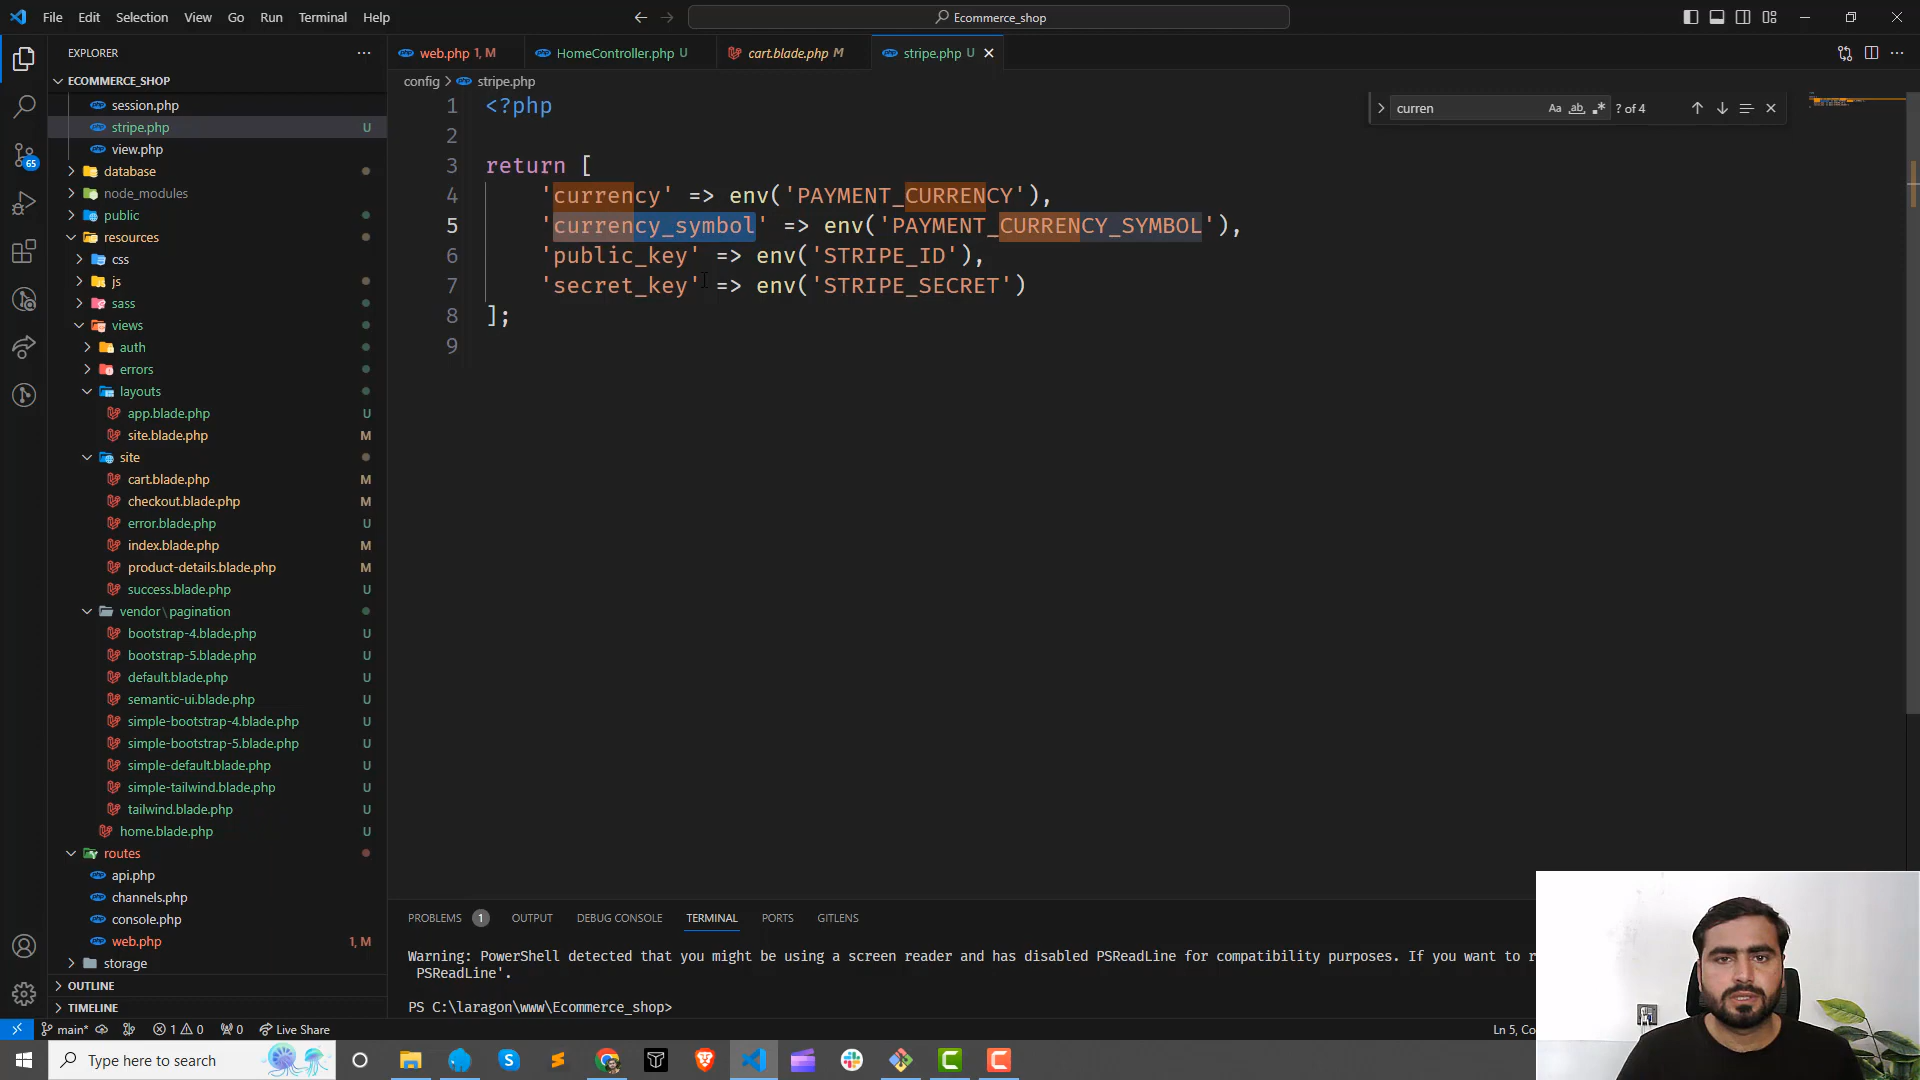 File Edit Selection View Go Run Terminal Help
Ecommerce_shop
EXPLORER
web.php 1, M
HomeController.php U
cart.blade.php M
stripe.php U
ECOMMERCE_SHOP
config > stripe.php
session.php
stripe.php U
view.php
database
node_modules
public
resources
css
js
sass
views
auth
errors
layouts
app.blade.php U
site.blade.php M
site
cart.blade.php M
checkout.blade.php M
error.blade.php U
index.blade.php M
product-details.blade.php M
success.blade.php U
vendor\pagination
bootstrap-4.blade.php U
bootstrap-5.blade.php U
default.blade.php U
semantic-ui.blade.php U
simple-bootstrap-4.blade.php U
simple-bootstrap-5.blade.php U
simple-default.blade.php U
simple-tailwind.blade.php U
tailwind.blade.php U
home.blade.php U
routes
api.php
channels.php
console.php
web.php 1, M
storage
OUTLINE
TIMELINE
65
1 <?php
2
3 return [
4 'currency' => env('PAYMENT_CURRENCY'),
5 'currency_symbol' => env('PAYMENT_CURRENCY_SYMBOL'),
6 'public_key' => env('STRIPE_ID'),
7 'secret_key' => env('STRIPE_SECRET')
8 ];
9
curren Aa ab .* ? of 4
PROBLEMS 1 OUTPUT DEBUG CONSOLE TERMINAL PORTS GITLENS
Warning: PowerShell detected that you might be using a screen reader and has disabled PSReadLine for compatibility purposes. If you want to r
PSReadLine'.
PS C:\laragon\www\Ecommerce_shop>
main* 1 0 0 Live Share
Ln 5, Co
Type here to search